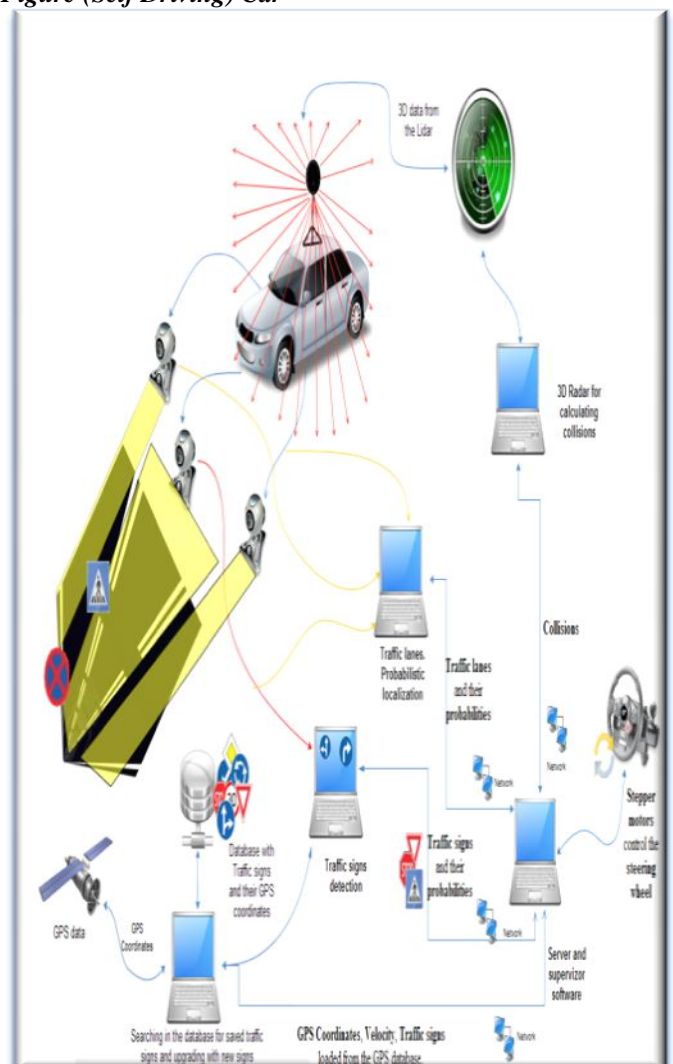 Figure (Self Driving) Car
3D data from
the Lidar
3D Radar for
calculating
collisions
Traffic lanes.
Probabilistic
localization
Collisions
Traffic lanes
and their
probabilities
Network
Network
Stepper
motors
control the
steering
wheel
Database with
Traffic signs
and their GPS
coordinates
Traffic signs
detection
Traffic signs
and their
probabilities
STOP
GPS data
GPS
Coordinates
Network
Server and
supervizor
software
Searching in the database for saved traffic
signs and upgrading with new signs
GPS Coordinates, Velocity, Traffic signs
loaded from the GPS database
Network